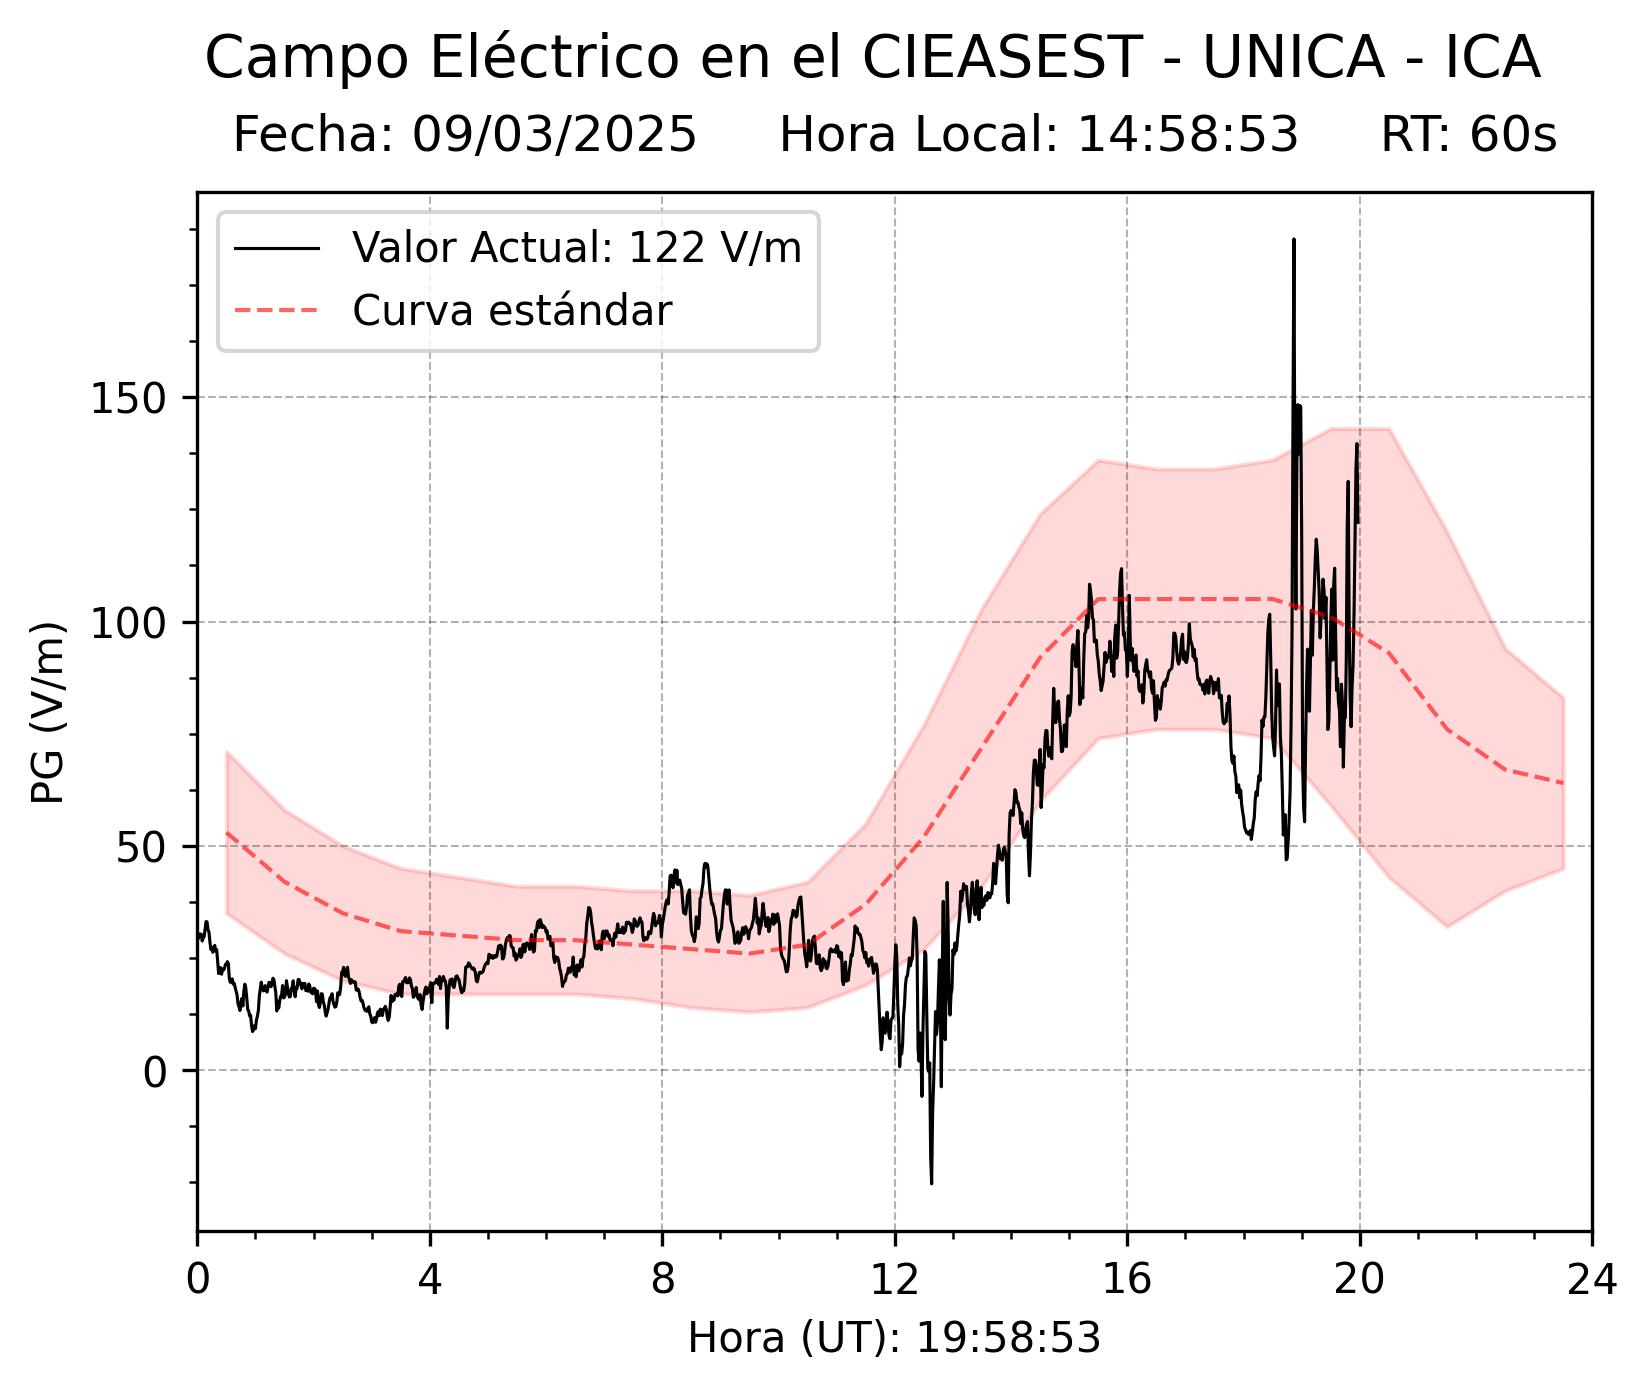 Campo Eléctrico en el CIEASEST - UNICA - ICA
Fecha: 09/03/2025 Hora Local: 14:58:53 RT: 60s
Valor Actual: 122 V/m
Curva estándar
150
100
50
0
PG (V/m)
0 4 8 12 16 20 24
Hora (UT): 19:58:53